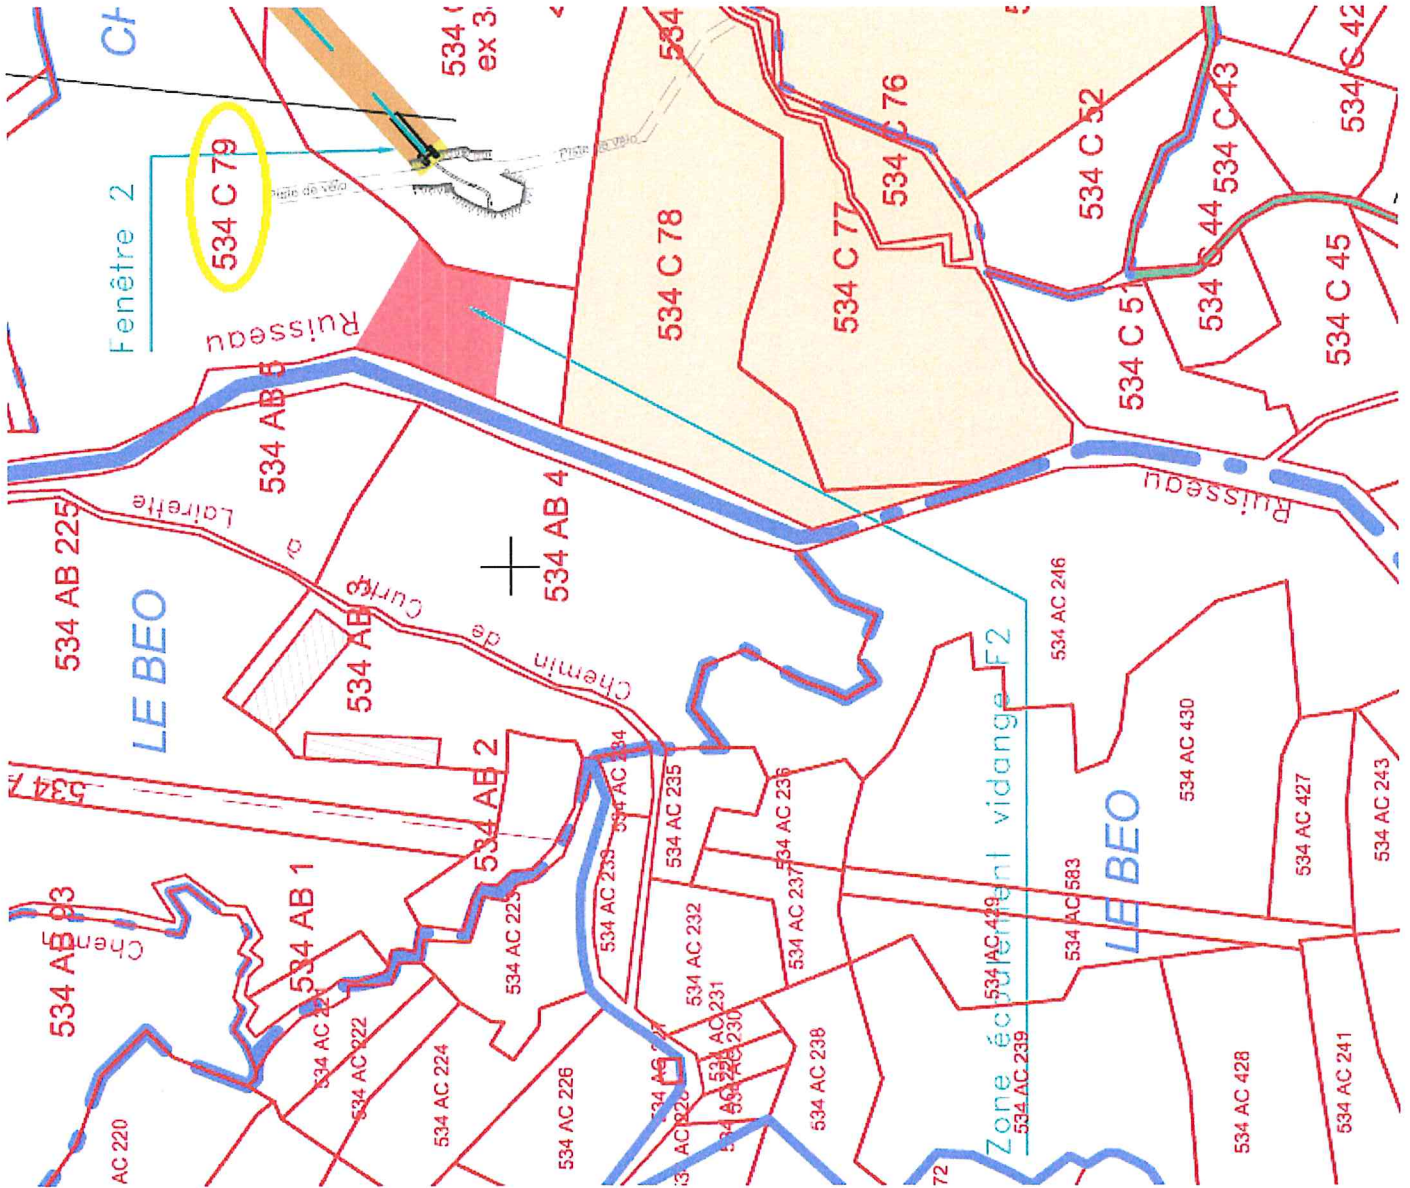 CH
534 C 79
Fenêtre 2
ex 3
Piste de vélo
piste de vélo
534
534 C 76
534 C 52
534 C 43
534 C 42
534 C 78
534 C 77
534 C 44
534 C 45
534 C 51
Ruisseau
534 AB 5
534 AB 4
534 AB 225
Chemin de Curić à Lairette
LE BEO
534 AB 3
534 AB 2
534 AB 1
534 AB 93
Chemin
Ruisseau
534 AC 246
Zone écoulement vidange F2
534 AC 430
534 AC 427
534 AC 243
LE BEO
534 AC 583
534 AC 429
534 AC 239
534 AC 234
534 AC 235
534 AC 236
534 AC 233
534 AC 237
534 AC 232
534 AC 223
534 AC 231
534 AC 230
534 AC 221
534 AC 222
534 AC 224
534 AC 226
534 AC 238
534 AC 428
534 AC 241
AC 220
72